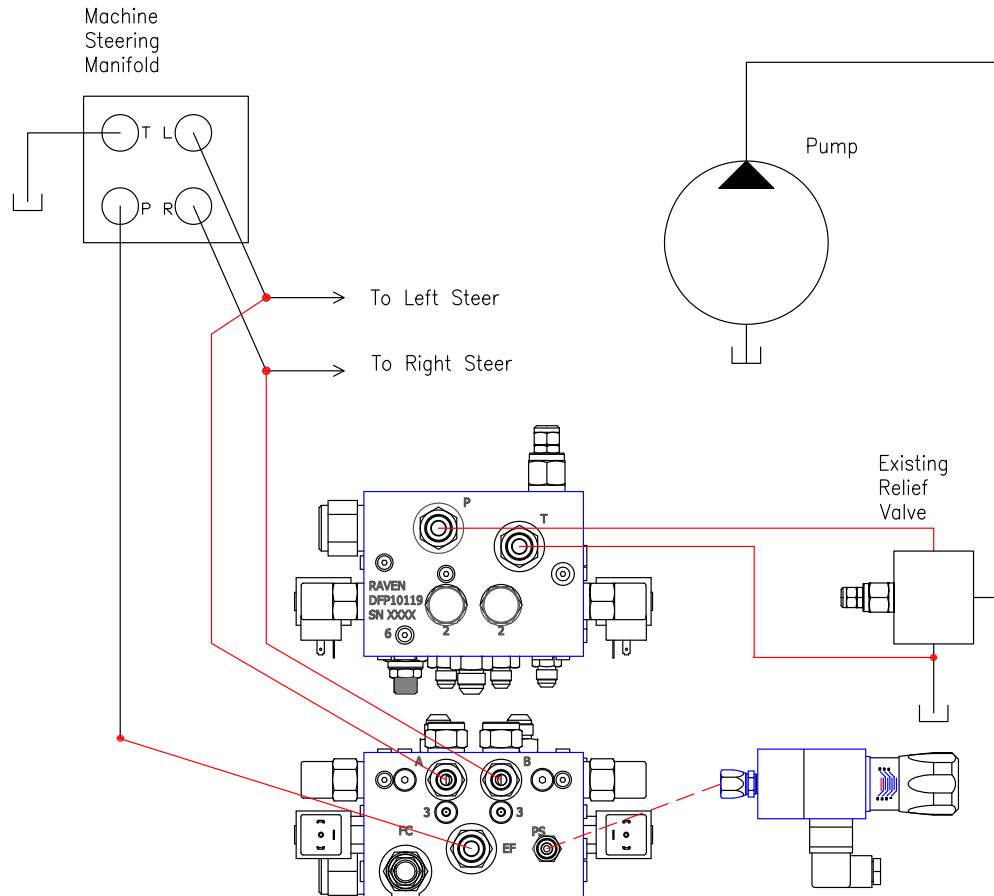 Machine
Steering
Manifold
T L
P R
Pump
To Left Steer
To Right Steer
Existing
Relief
Valve
P
T
RAVEN
DFP10119
SN XXXX
6
2
2
A
B
3
3
FC
EF
PS